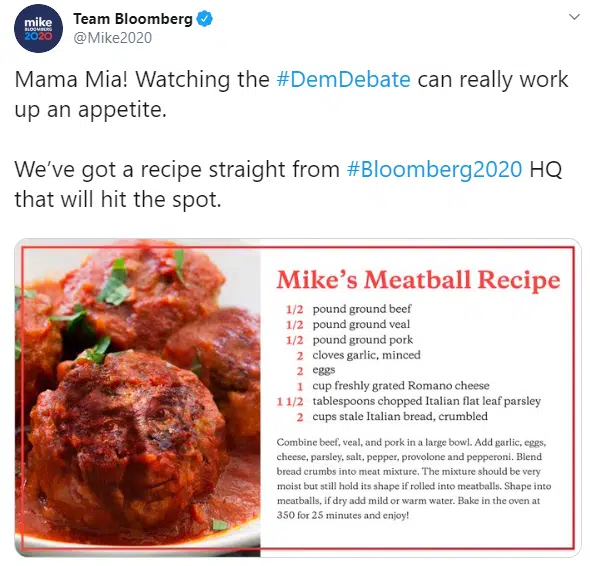 mike
BLOOMBERG
2020
Team Bloomberg
@Mike2020
Mama Mia! Watching the #DemDebate can really work
up an appetite.
We’ve got a recipe straight from #Bloomberg2020 HQ
that will hit the spot.
Mike’s Meatball Recipe
1/2 pound ground beef
1/2 pound ground veal
1/2 pound ground pork
2 cloves garlic, minced
2 eggs
1 cup freshly grated Romano cheese
1 1/2 tablespoons chopped Italian flat leaf parsley
2 cups stale Italian bread, crumbled
Combine beef, veal, and pork in a large bowl. Add garlic, eggs,
cheese, parsley, salt, pepper, provolone and pepperoni. Blend
bread crumbs into meat mixture. The mixture should be very
moist but still hold its shape if rolled into meatballs. Shape into
meatballs, if dry add mild or warm water. Bake in the oven at
350 for 25 minutes and enjoy!